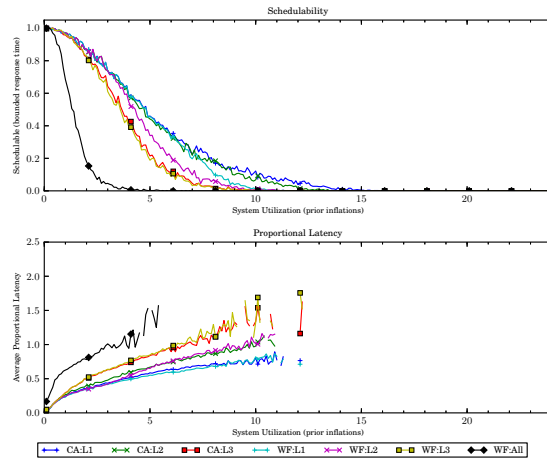 Schedulability
Schedulable (bounded response time)
1.0
0.8
0.6
0.4
0.2
0.0
0 5 10 15 20
System Utilization (prior inflations)
Proportional Latency
Average Proportional Latency
2.5
2.0
1.5
1.0
0.5
0.0
0 5 10 15 20
System Utilization (prior inflations)
CA:L1 CA:L2 CA:L3 WF:L1 WF:L2 WF:L3 WF:All